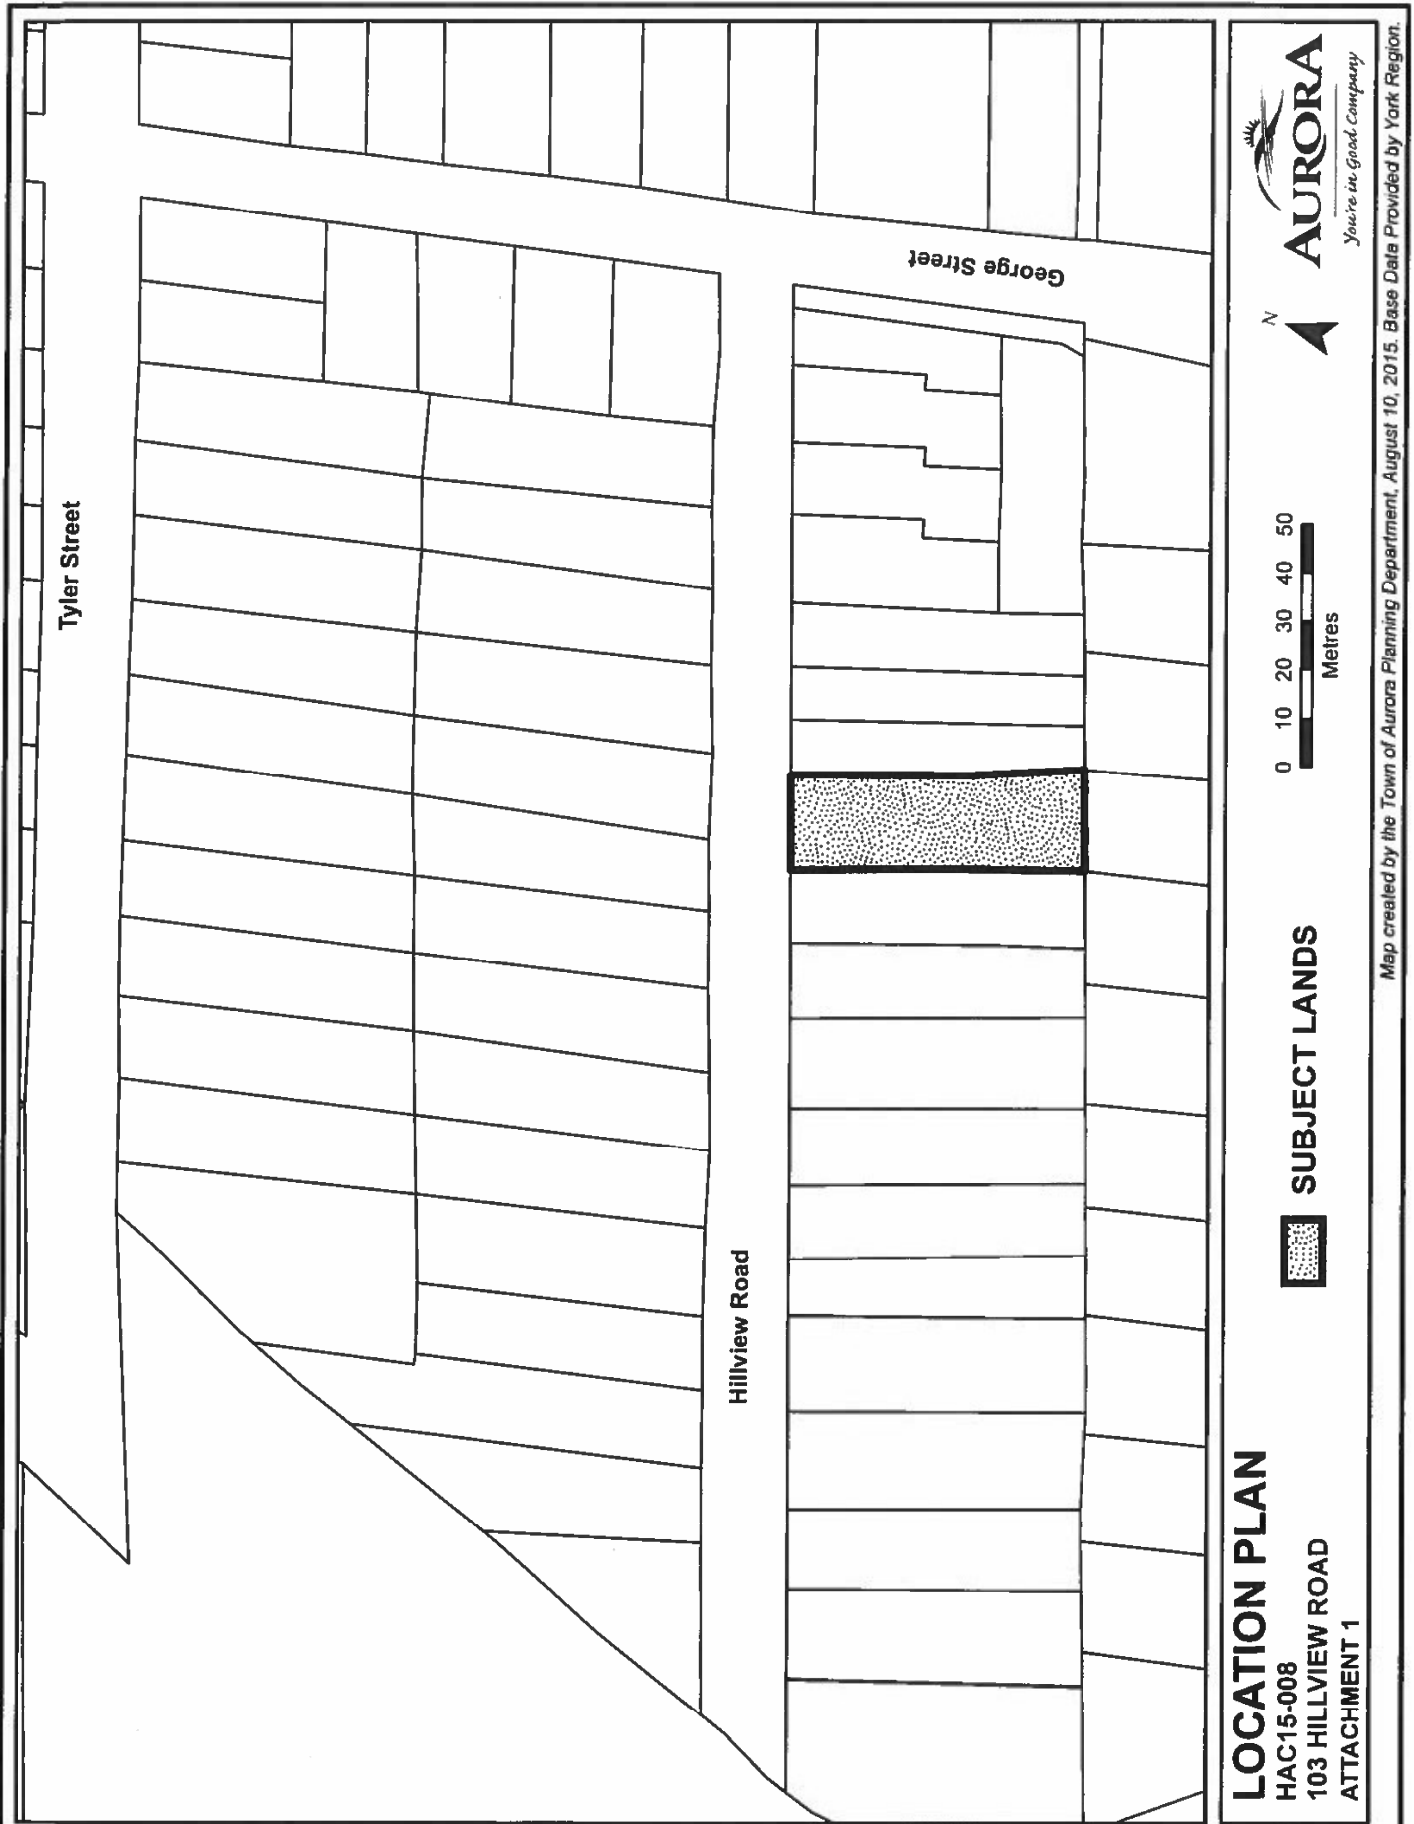 Tyler Street
George Street
Hillview Road
LOCATION PLAN
HAC15-008
103 HILLVIEW ROAD
ATTACHMENT 1
SUBJECT LANDS
0 10 20 30 40 50
Metres
N
AURORA
You're in Good Company
Map created by the Town of Aurora Planning Department, August 10, 2015. Base Data Provided by York Region.